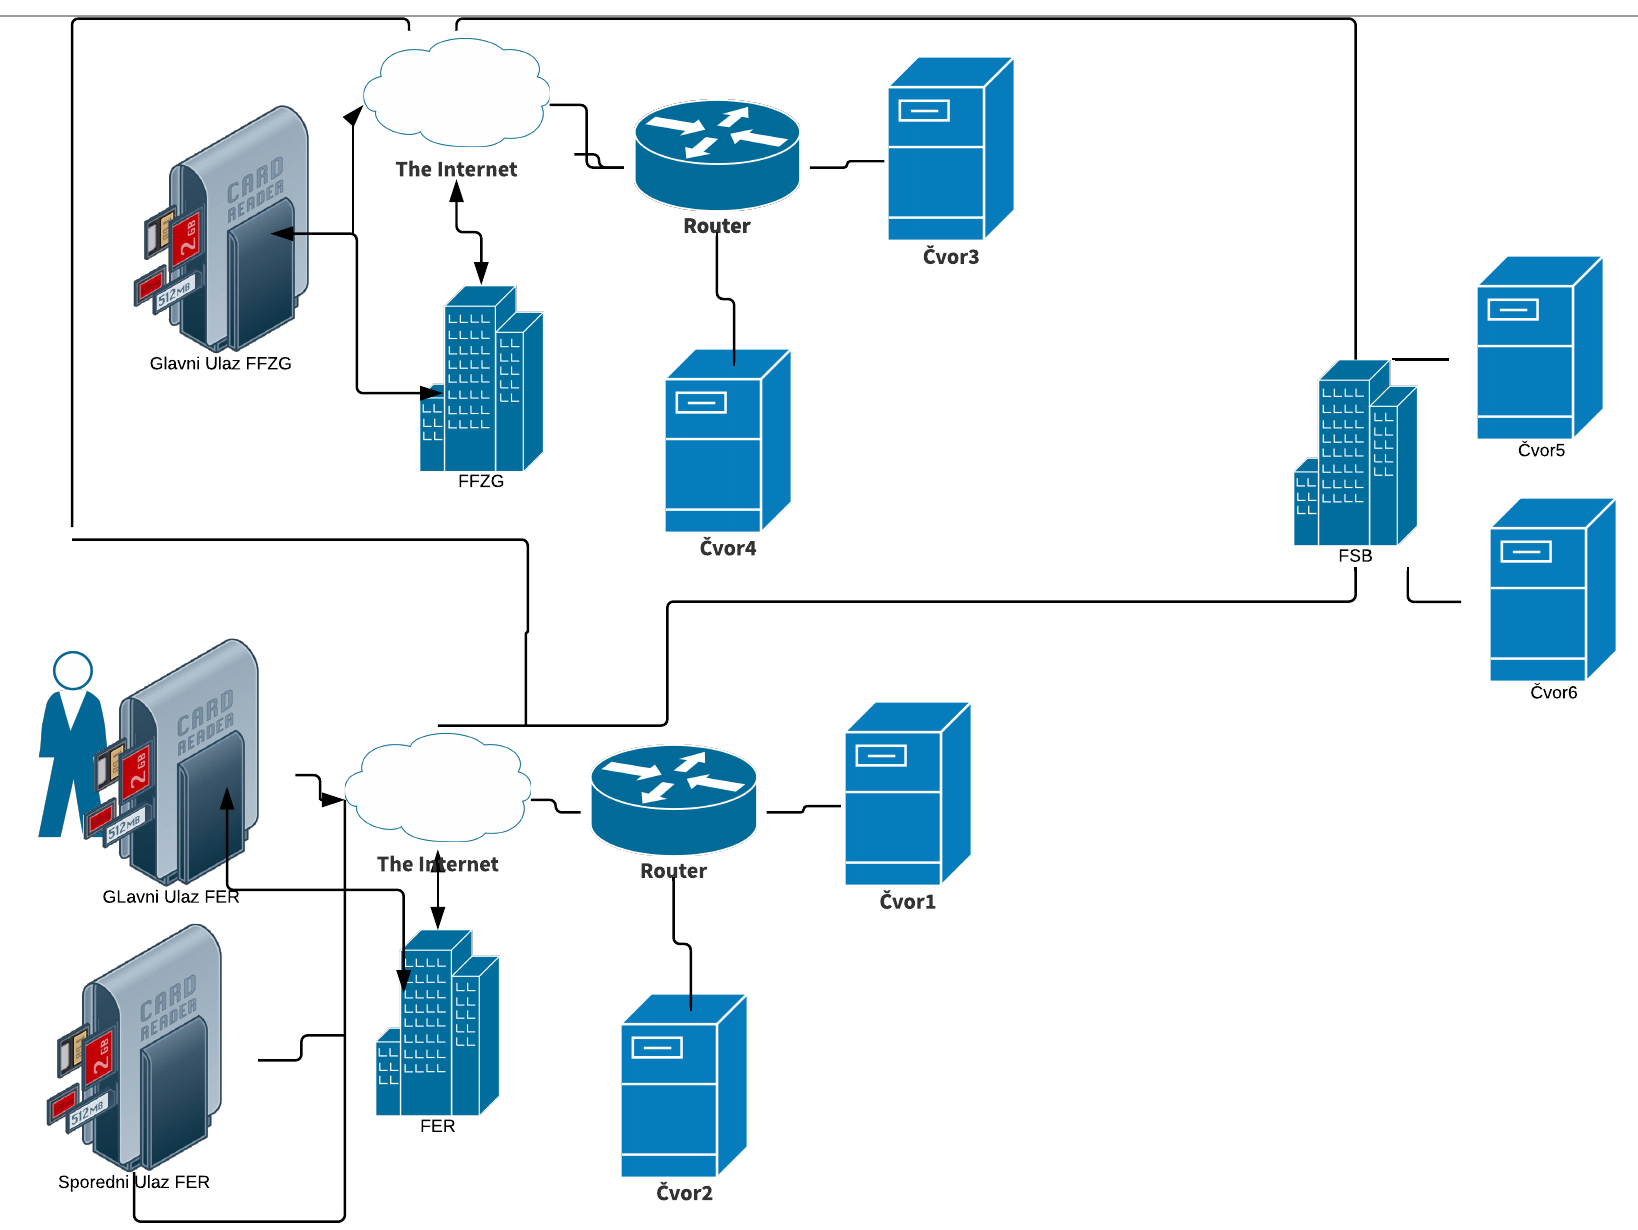 The Internet
Router
Čvor3
CARD
READER
2 GB
512MB
Glavni Ulaz FFZG
FFZG
Čvor4
Čvor5
FSB
Čvor6
CARD
READER
2 GB
512MB
GLavni Ulaz FER
The Internet
Router
Čvor1
CARD
READER
2 GB
512MB
FER
Sporedni Ulaz FER
Čvor2